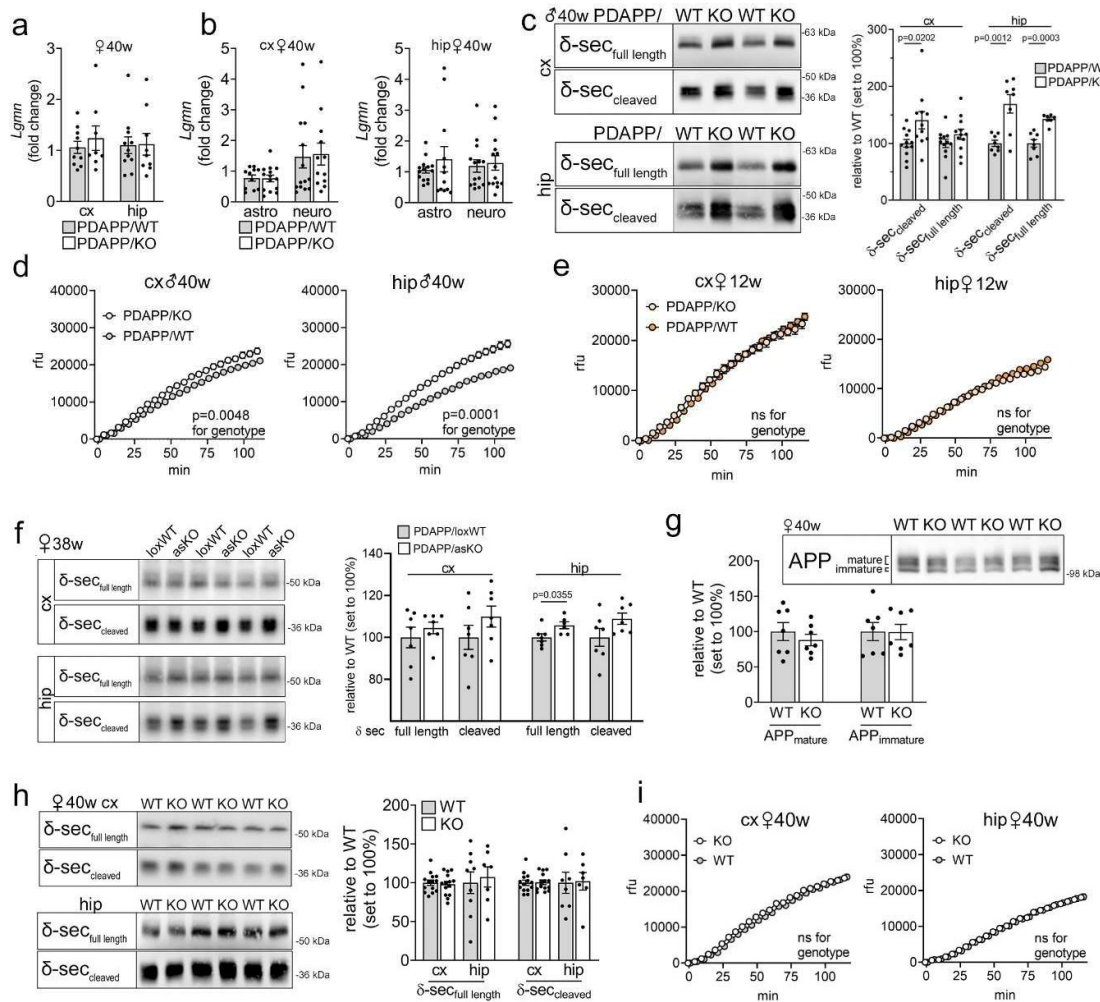 a
♀40w
Lgmn
(fold change)
3
2
1
0
cx hip
PDAPP/WT
PDAPP/KO
b
cx♀40w
Lgmn
(fold change)
5
4
3
2
1
0
astro neuro
PDAPP/WT
PDAPP/KO
hip♀40w
5
4
3
2
1
0
astro neuro
c
♂40w PDAPP/ WT KO WT KO
cx
δ-sec full length
-63 kDa
-50 kDa
δ-sec cleaved
-36 kDa
PDAPP/ WT KO WT KO
hip
δ-sec full length
-63 kDa
-50 kDa
δ-sec cleaved
-36 kDa
cx hip
p=0.0202 p=0.0012 p=0.0003
PDAPP/W
PDAPP/K
relative to WT (set to 100%)
300
250
200
150
100
50
0
δ-sec cleaved
δ-sec full length
δ-sec cleaved
δ-sec full length
d
cx♂40w
rfu
40000
30000
20000
10000
0
PDAPP/KO
PDAPP/WT
p=0.0048
for genotype
0 25 50 75 100
min
hip♂40w
40000
30000
20000
10000
0
p=0.0001
for genotype
0 25 50 75 100
min
e
cx♀12w
rfu
30000
20000
10000
0
PDAPP/KO
PDAPP/WT
ns for
genotype
0 25 50 75 100
min
hip♀12w
rfu
30000
20000
10000
0
ns for
genotype
0 25 50 75 100
min
f
♀38w
loxWT asKO loxWT asKO loxWT asKO
cx
δ-sec full length
-50 kDa
δ-sec cleaved
-36 kDa
hip
δ-sec full length
-50 kDa
δ-sec cleaved
-36 kDa
PDAPP/loxWT
PDAPP/asKO
cx hip
p=0.0355
relative to WT (set to 100%)
140
120
100
80
δ sec full length cleaved full length cleaved
g
♀40w
WT KO WT KO WT KO
APP
mature
immature
-98 kDa
relative to WT
(set to 100%)
200
150
100
50
0
WT KO WT KO
APP mature APP immature
h
♀40w cx WT KO WT KO WT KO
δ-sec full length
-50 kDa
δ-sec cleaved
-36 kDa
hip WT KO WT KO WT KO
δ-sec full length
-50 kDa
δ-sec cleaved
-36 kDa
WT
KO
relative to WT
(set to 100%)
200
150
100
50
0
cx hip cx hip
δ-sec full length δ-sec cleaved
i
cx♀40w
rfu
40000
30000
20000
10000
0
KO
WT
ns for
genotype
0 25 50 75 100
min
hip♀40w
rfu
40000
30000
20000
10000
0
KO
WT
ns for
genotype
0 25 50 75 100
min